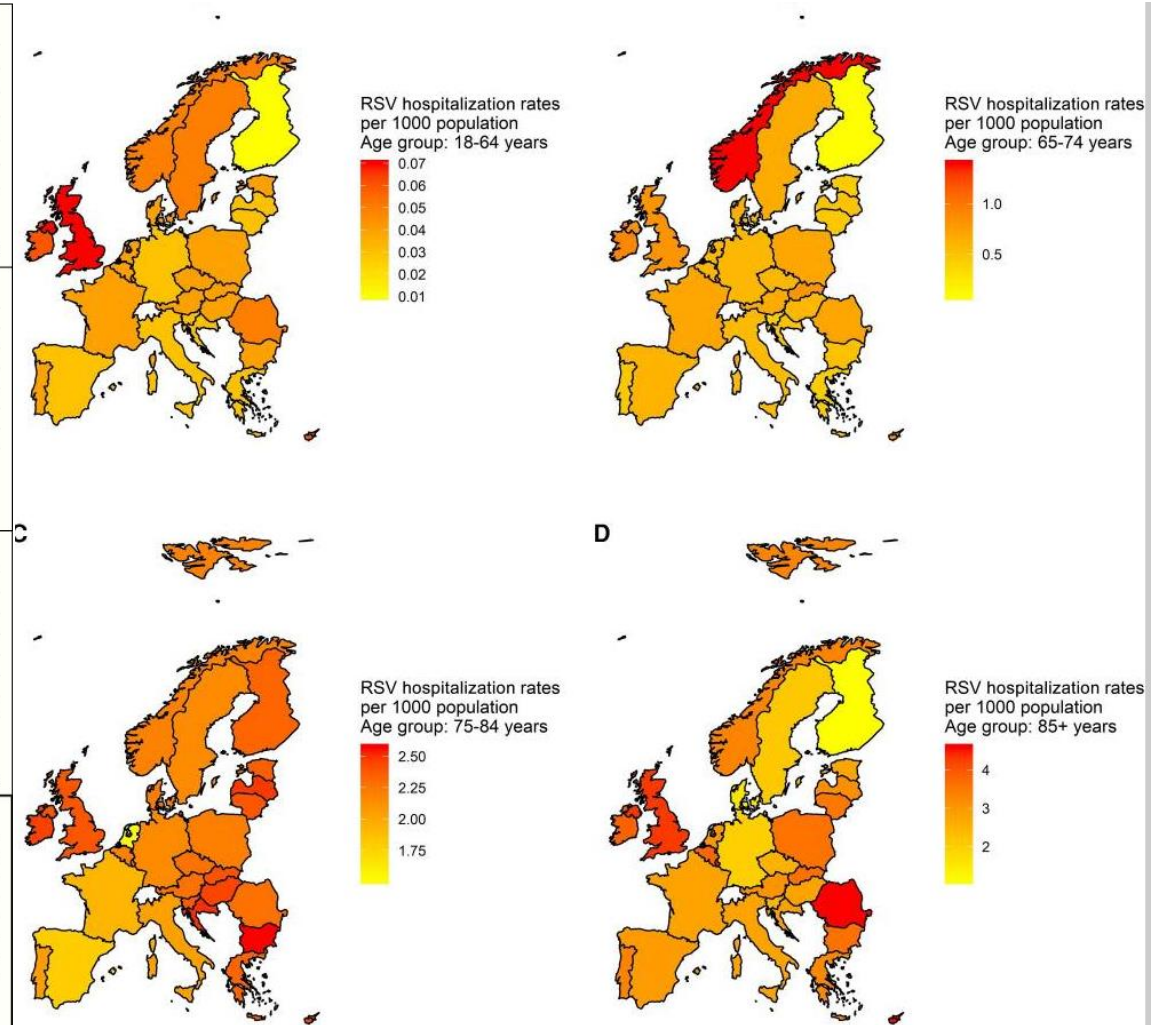 RSV hospitalization rates
per 1000 population
Age group: 18-64 years
0.07
0.06
0.05
0.04
0.03
0.02
0.01
RSV hospitalization rates
per 1000 population
Age group: 65-74 years
1.0
0.5
C
RSV hospitalization rates
per 1000 population
Age group: 75-84 years
2.50
2.25
2.00
1.75
D
RSV hospitalization rates
per 1000 population
Age group: 85+ years
4
3
2